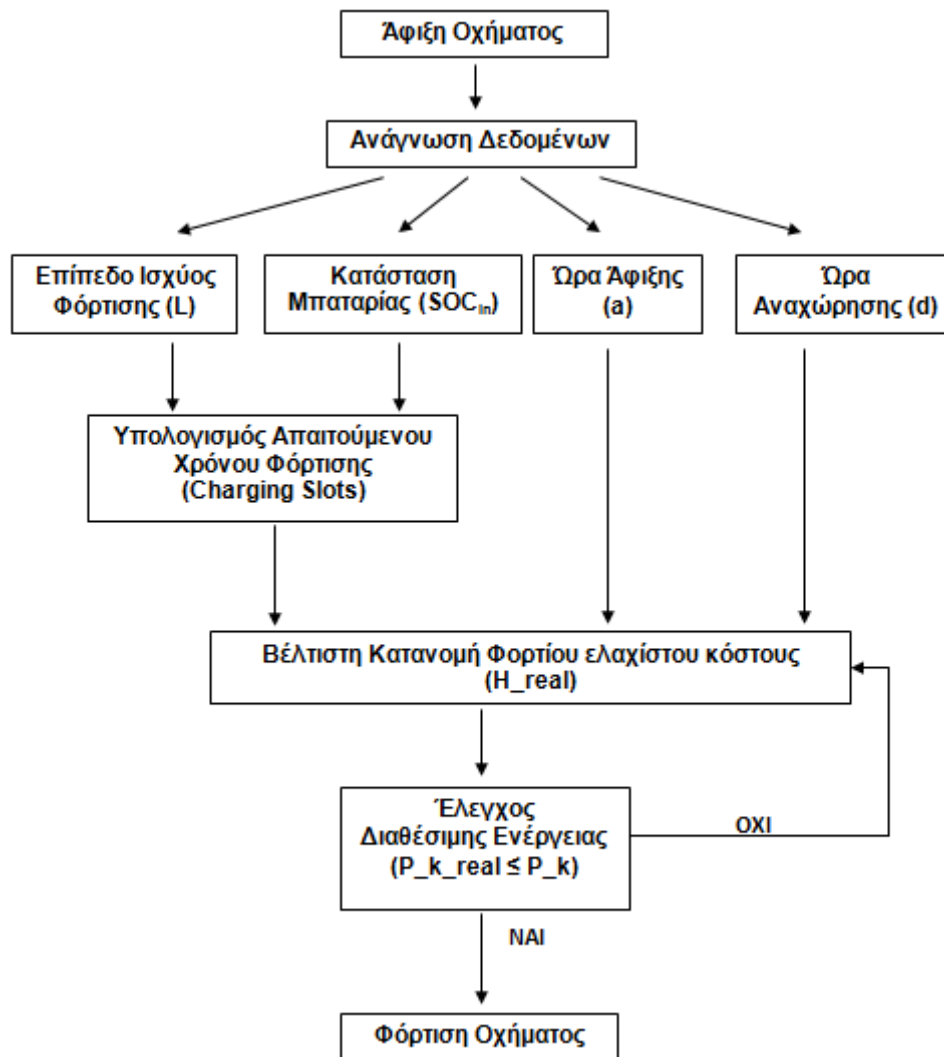 Άφιξη Οχήματος
Ανάγνωση Δεδομένων
Επίπεδο Ισχύος
Φόρτισης (L)
Κατάσταση
Μπαταρίας (SOCin)
Ώρα Άφιξης
(a)
Ώρα
Αναχώρησης (d)
Υπολογισμός Απαιτούμενου
Χρόνου Φόρτισης
(Charging Slots)
Βέλτιστη Κατανομή Φορτίου ελαχίστου κόστους
(H_real)
Έλεγχος
Διαθέσιμης Ενέργειας
(P_k_real ≤ P_k)
ΟΧΙ
ΝΑΙ
Φόρτιση Οχήματος